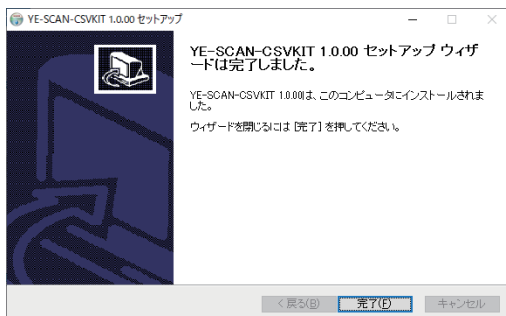 YE-SCAN-CSVKIT 1.0.00 セットアップ
YE-SCAN-CSVKIT 1.0.00 セットアップ ウィザ
ードは完了しました。
YE-SCAN-CSVKIT 1.0.00は、このコンピュータにインストールされま
した。
ウィザードを閉じるには [完了] を押してください。
< 戻る(B) 完了(F) キャンセル